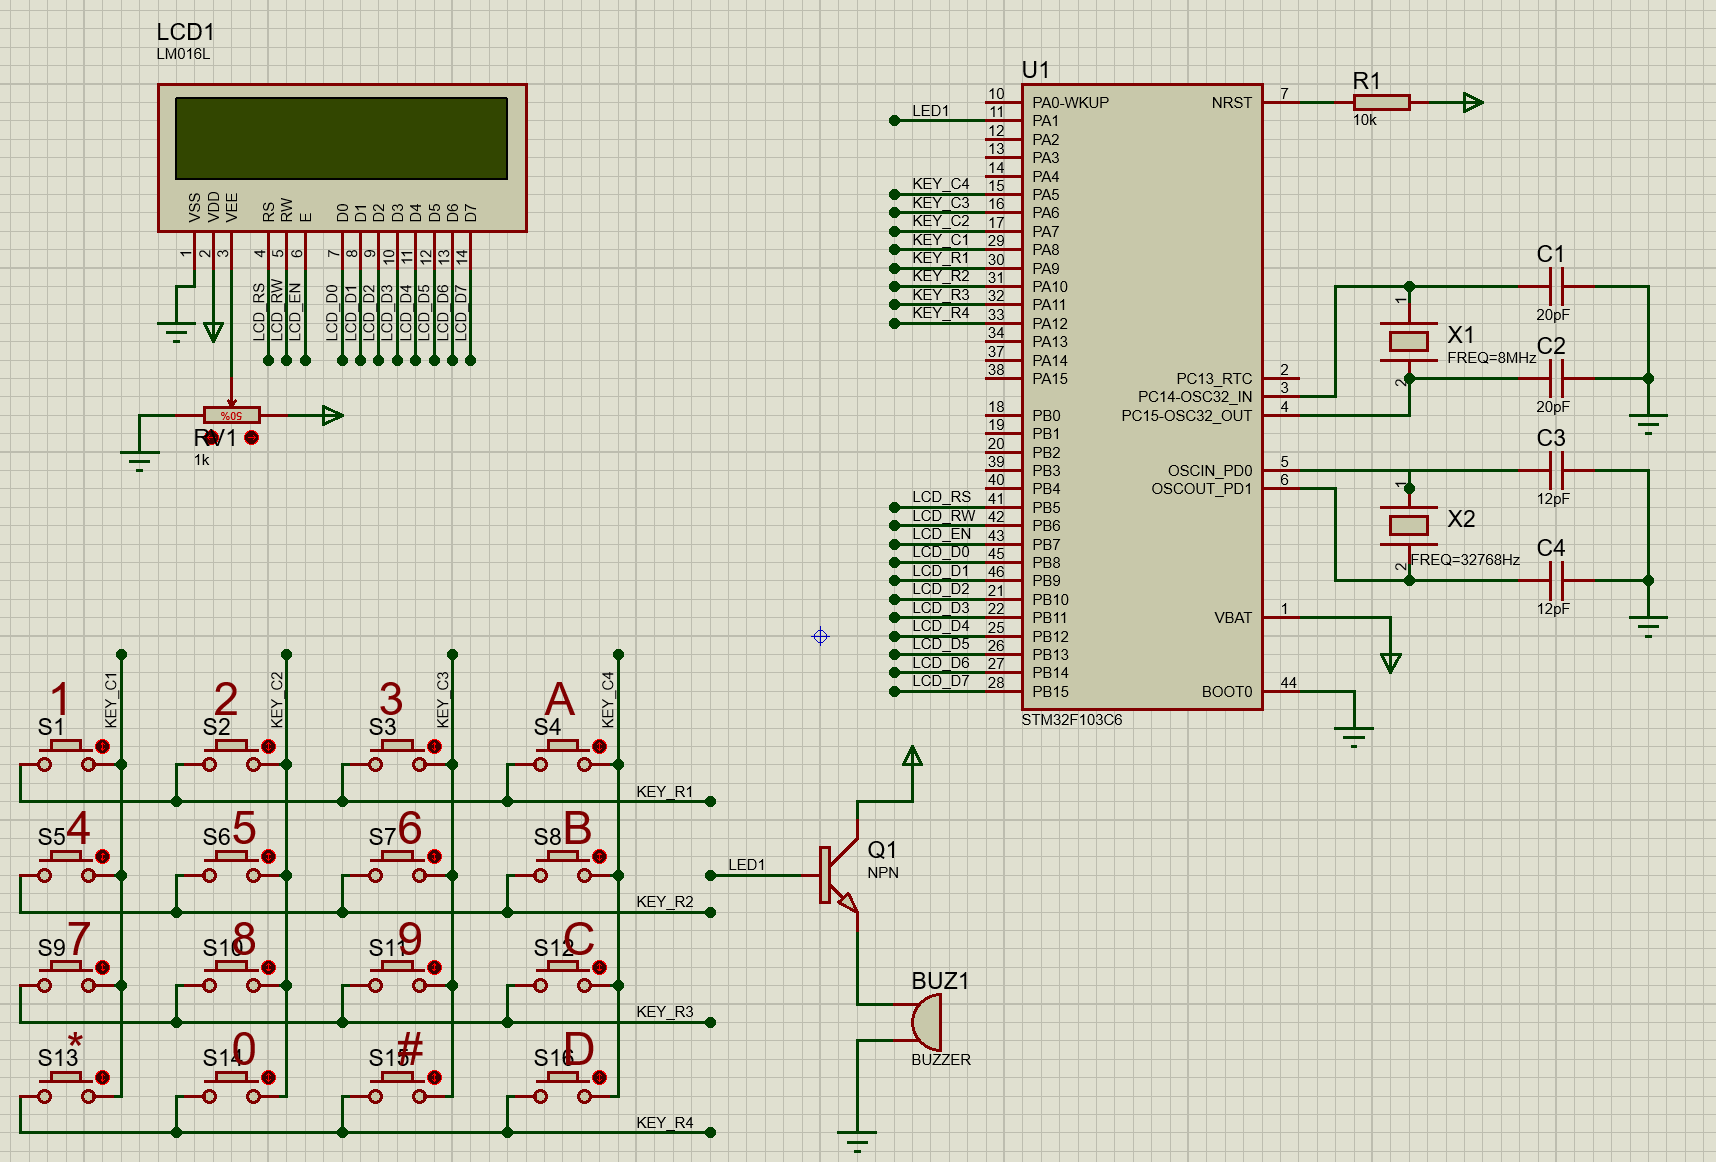 LCD1
LM016L
VSS
VDD
VEE
RS
RW
E
D0
D1
D2
D3
D4
D5
D6
D7
1
2
3
4
5
6
7
8
9
10
11
12
13
14
LCD_RS
LCD_RW
LCD_EN
LCD_D0
LCD_D1
LCD_D2
LCD_D3
LCD_D4
LCD_D5
LCD_D6
LCD_D7
50%
RV1
1k
U1
10 PA0-WKUP
LED1 11 PA1
12 PA2
13 PA3
14 PA4
KEY_C4 15 PA5
KEY_C3 16 PA6
KEY_C2 17 PA7
KEY_C1 29 PA8
KEY_R1 30 PA9
KEY_R2 31 PA10
KEY_R3 32 PA11
KEY_R4 33 PA12
34 PA13
37 PA14
38 PA15
18 PB0
19 PB1
20 PB2
39 PB3
40 PB4
LCD_RS 41 PB5
LCD_RW 42 PB6
LCD_EN 43 PB7
LCD_D0 45 PB8
LCD_D1 46 PB9
LCD_D2 21 PB10
LCD_D3 22 PB11
LCD_D4 25 PB12
LCD_D5 26 PB13
LCD_D6 27 PB14
LCD_D7 28 PB15
NRST 7
PC13_RTC 2
PC14-OSC32_IN 3
PC15-OSC32_OUT 4
OSCIN_PD0 5
OSCOUT_PD1 6
VBAT 1
BOOT0 44
STM32F103C6
R1
10k
C1
20pF
1
X1
FREQ=8MHz
2
C2
20pF
C3
12pF
1
X2
FREQ=32768Hz
2
C4
12pF
KEY_C1
KEY_C2
KEY_C3
KEY_C4
1 2 3 A
S1 S2 S3 S4
KEY_R1
4 5 6 B
S5 S6 S7 S8
KEY_R2
7 8 9 C
S9 S10 S11 S12
KEY_R3
* 0 # D
S13 S14 S15 S16
KEY_R4
LED1
Q1
NPN
BUZ1
BUZZER